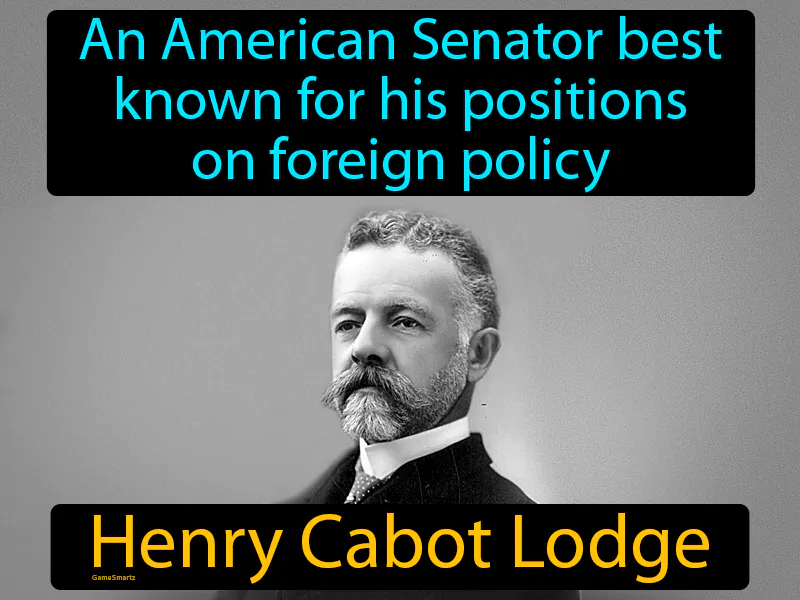 An American Senator best
known for his positions
on foreign policy
Henry Cabot Lodge
GameSmartz